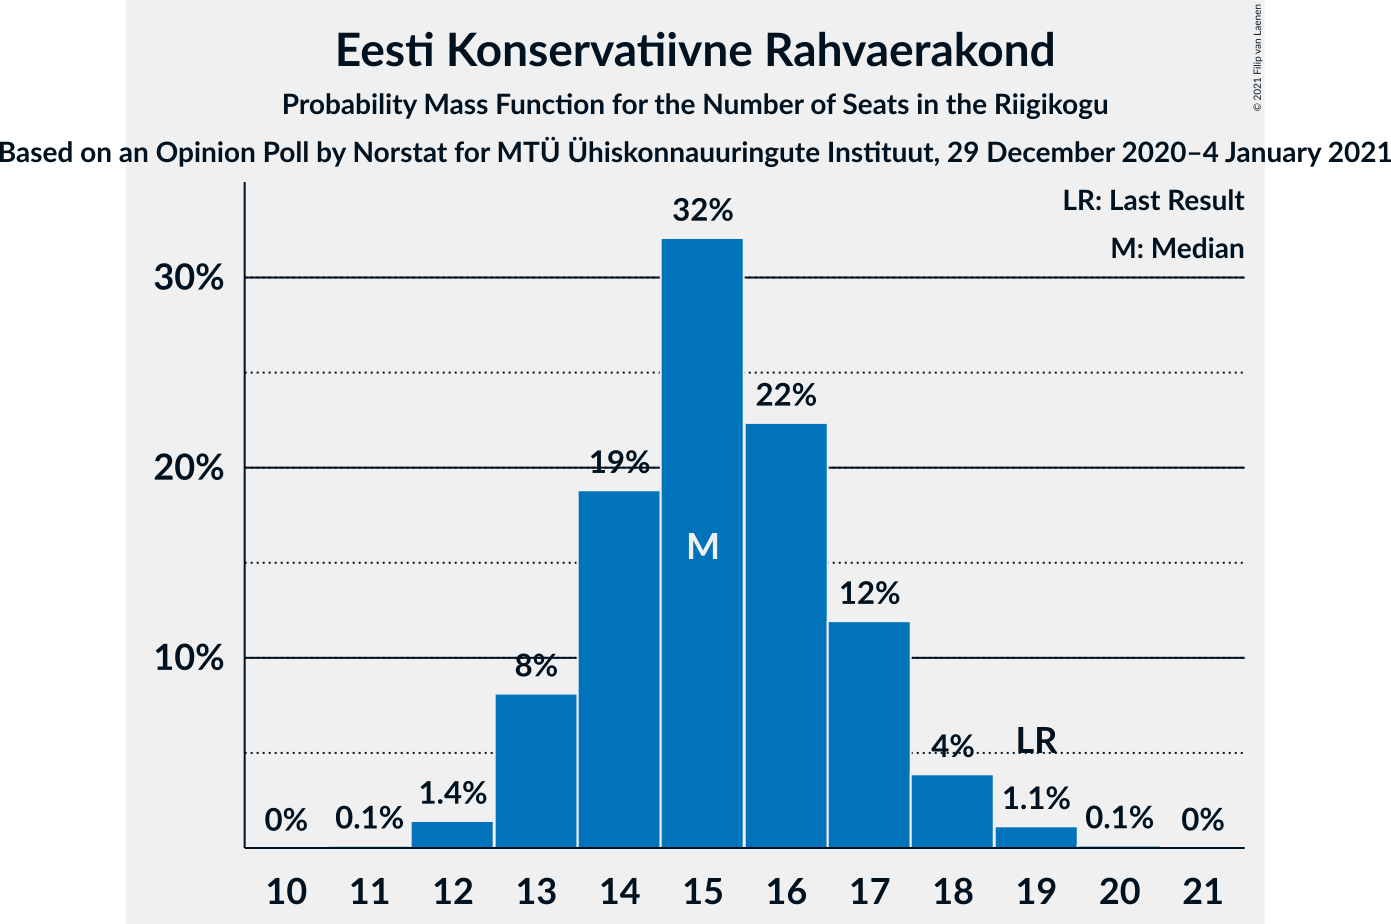 Eesti Konservatiivne Rahvaerakond
Probability Mass Function for the Number of Seats in the Riigikogu
Based on an Opinion Poll by Norstat for MTÜ Ühiskonnauuringute Instituut, 29 December 2020–4 January 2021
© 2021 Filip van Laenen
LR: Last Result
M: Median
30%
20%
10%
0%
0.1%
1.4%
8%
19%
32%
22%
12%
4%
1.1%
0.1%
0%
M
LR
10 11 12 13 14 15 16 17 18 19 20 21